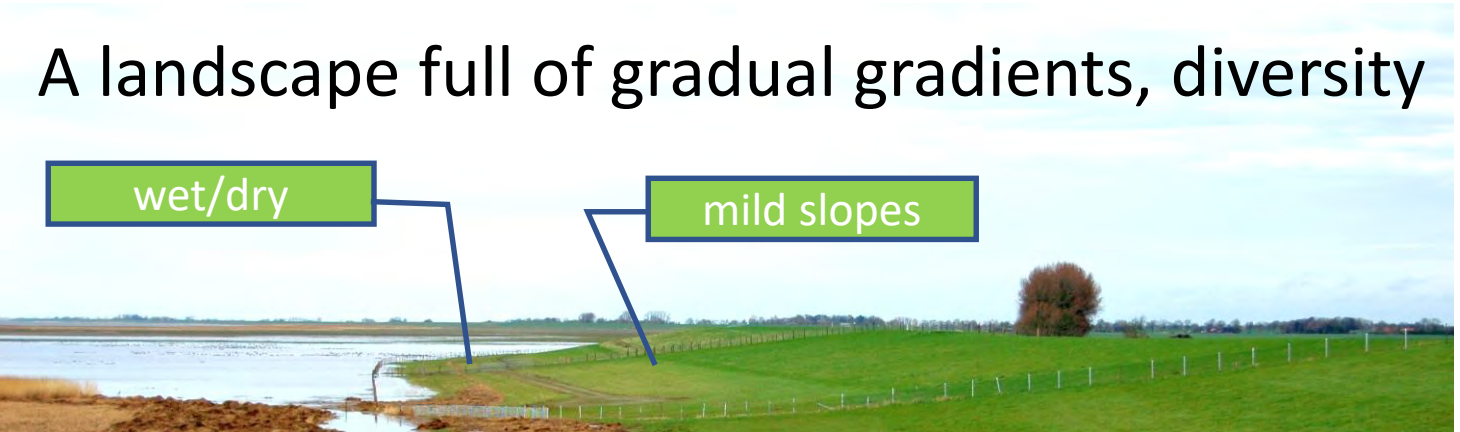 A landscape full of gradual gradients, diversity
wet/dry
mild slopes